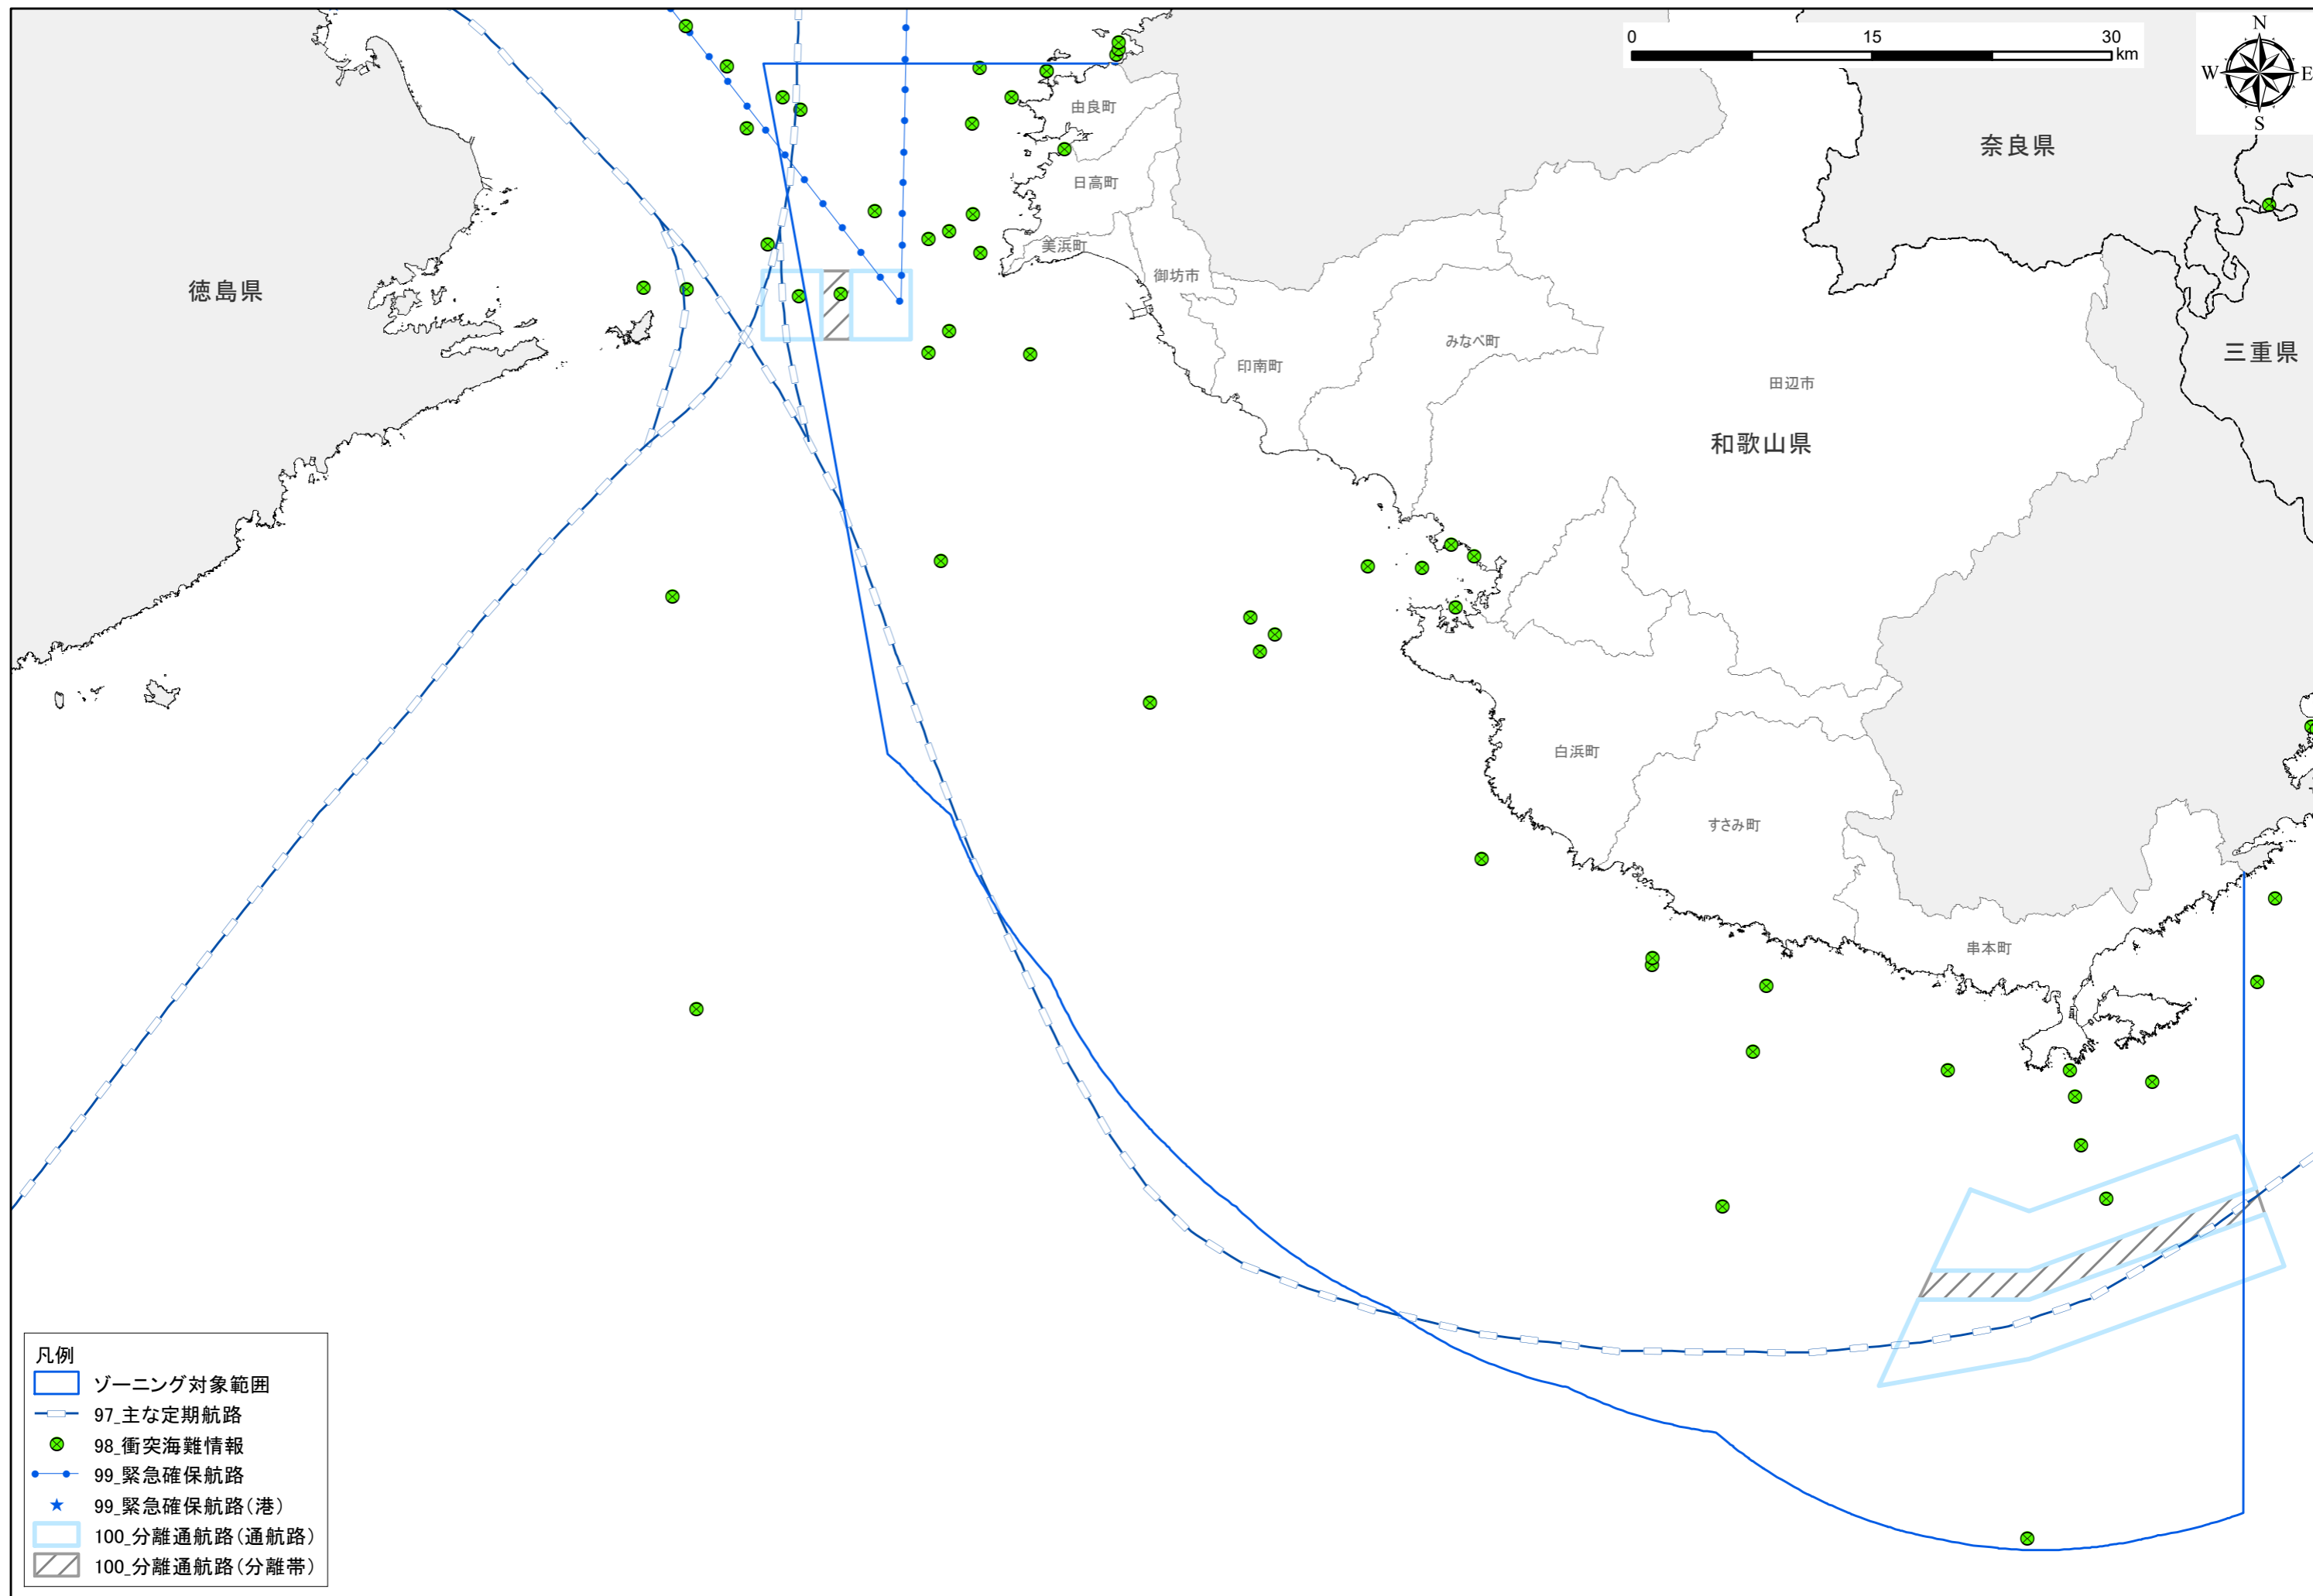 0 15 30
km
N
W E
S
由良町
奈良県
日高町
美浜町
御坊市
徳島県
みなべ町
三重県
印南町
田辺市
和歌山県
白浜町
すさみ町
串本町
凡例
ゾーニング対象範囲
97_主な定期航路
98_衝突海難情報
99_緊急確保航路
99_緊急確保航路(港)
100_分離通航路(通航路)
100_分離通航路(分離帯)